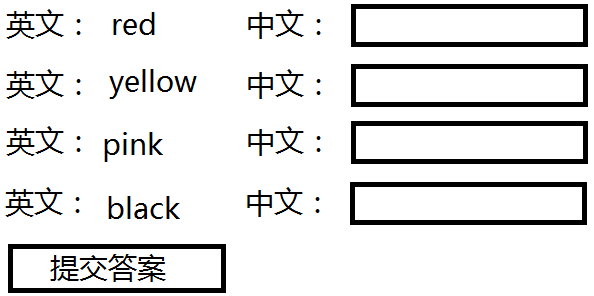 英文： red 中文：
英文： yellow 中文：
英文： pink 中文：
英文： black 中文：
提交答案